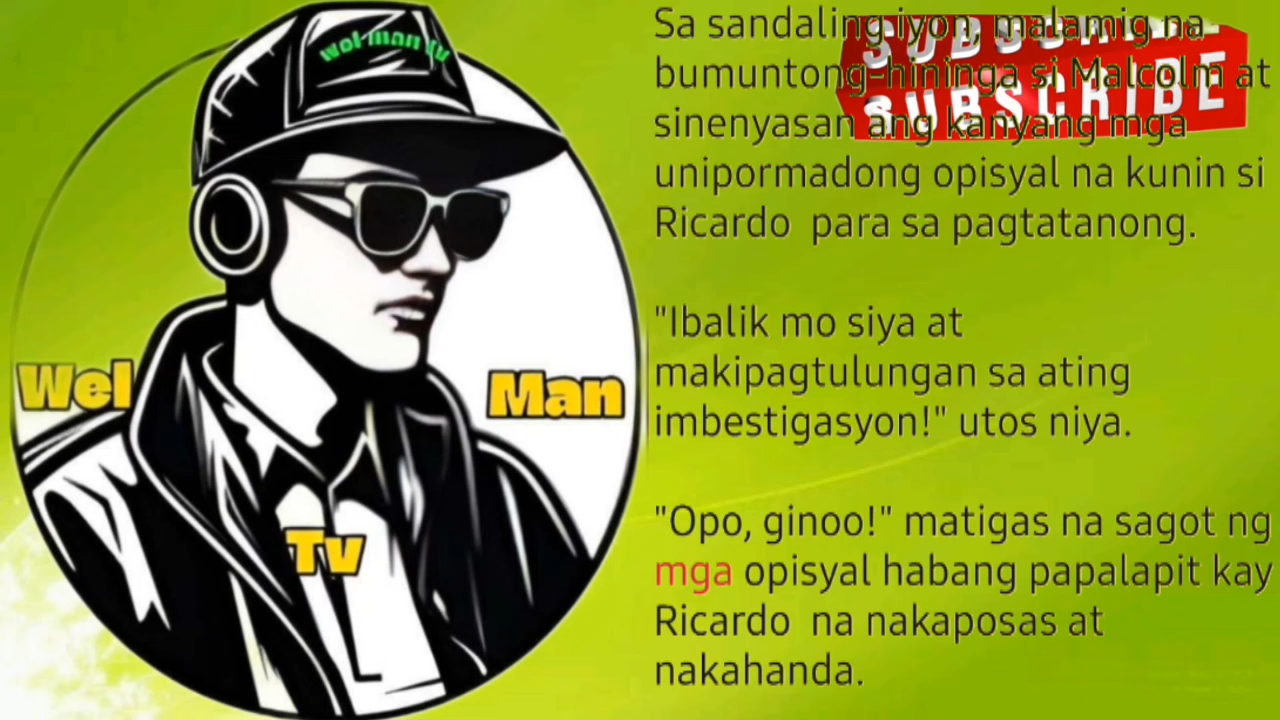 wel man tv
Wel
Man
Tv
SUBSCRIBE
SUBSCRIBE
Sa sandaling iyon, malamig na
bumuntong-hininga si Malcolm at
sinenyasan ang kanyang mga
unipormadong opisyal na kunin si
Ricardo para sa pagtatanong.
"Ibalik mo siya at
makipagtulungan sa ating
imbestigasyon!" utos niya.
"Opo, ginoo!" matigas na sagot ng
mga opisyal habang papalapit kay
Ricardo na nakaposas at
nakahanda.